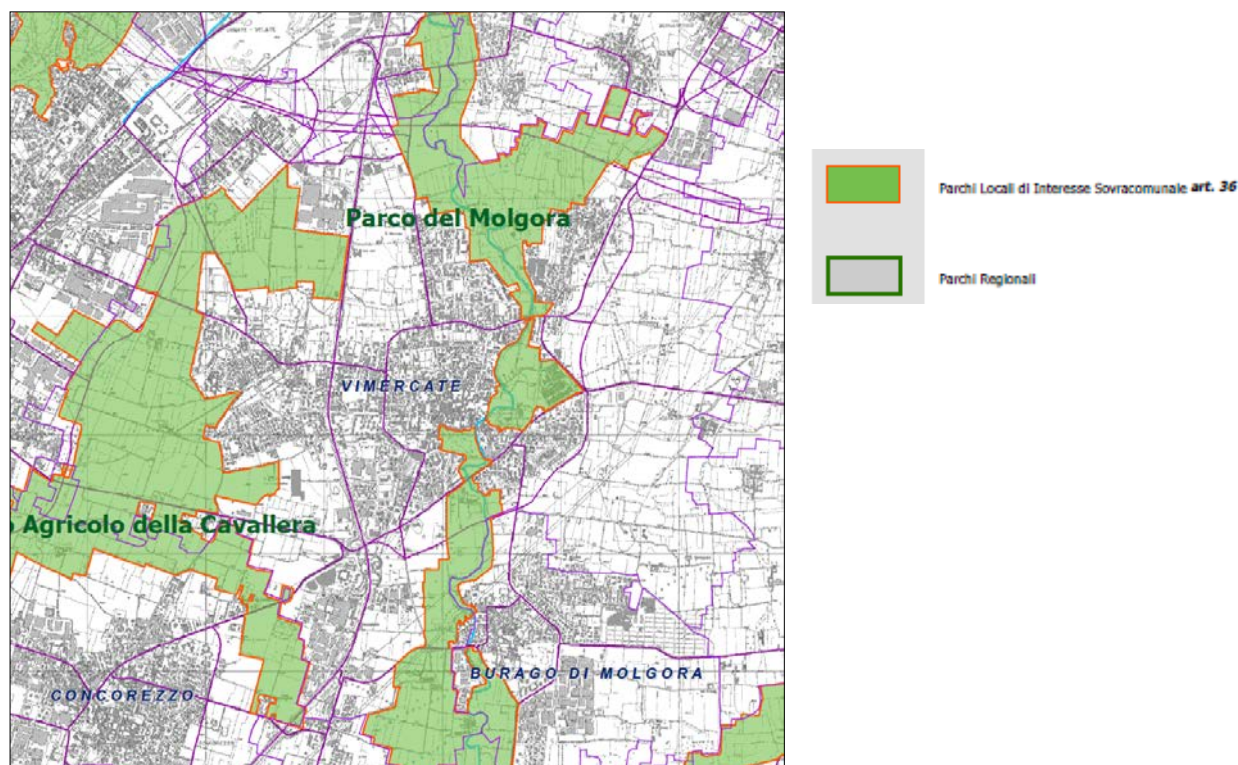 Parco del Molgora
VIMERCATE
o Agricolo della Cavallera
BURAGO DI MOLGORA
CONCOREZZO
Parchi Locali di Interesse Sovracomunale art. 36
Parchi Regionali